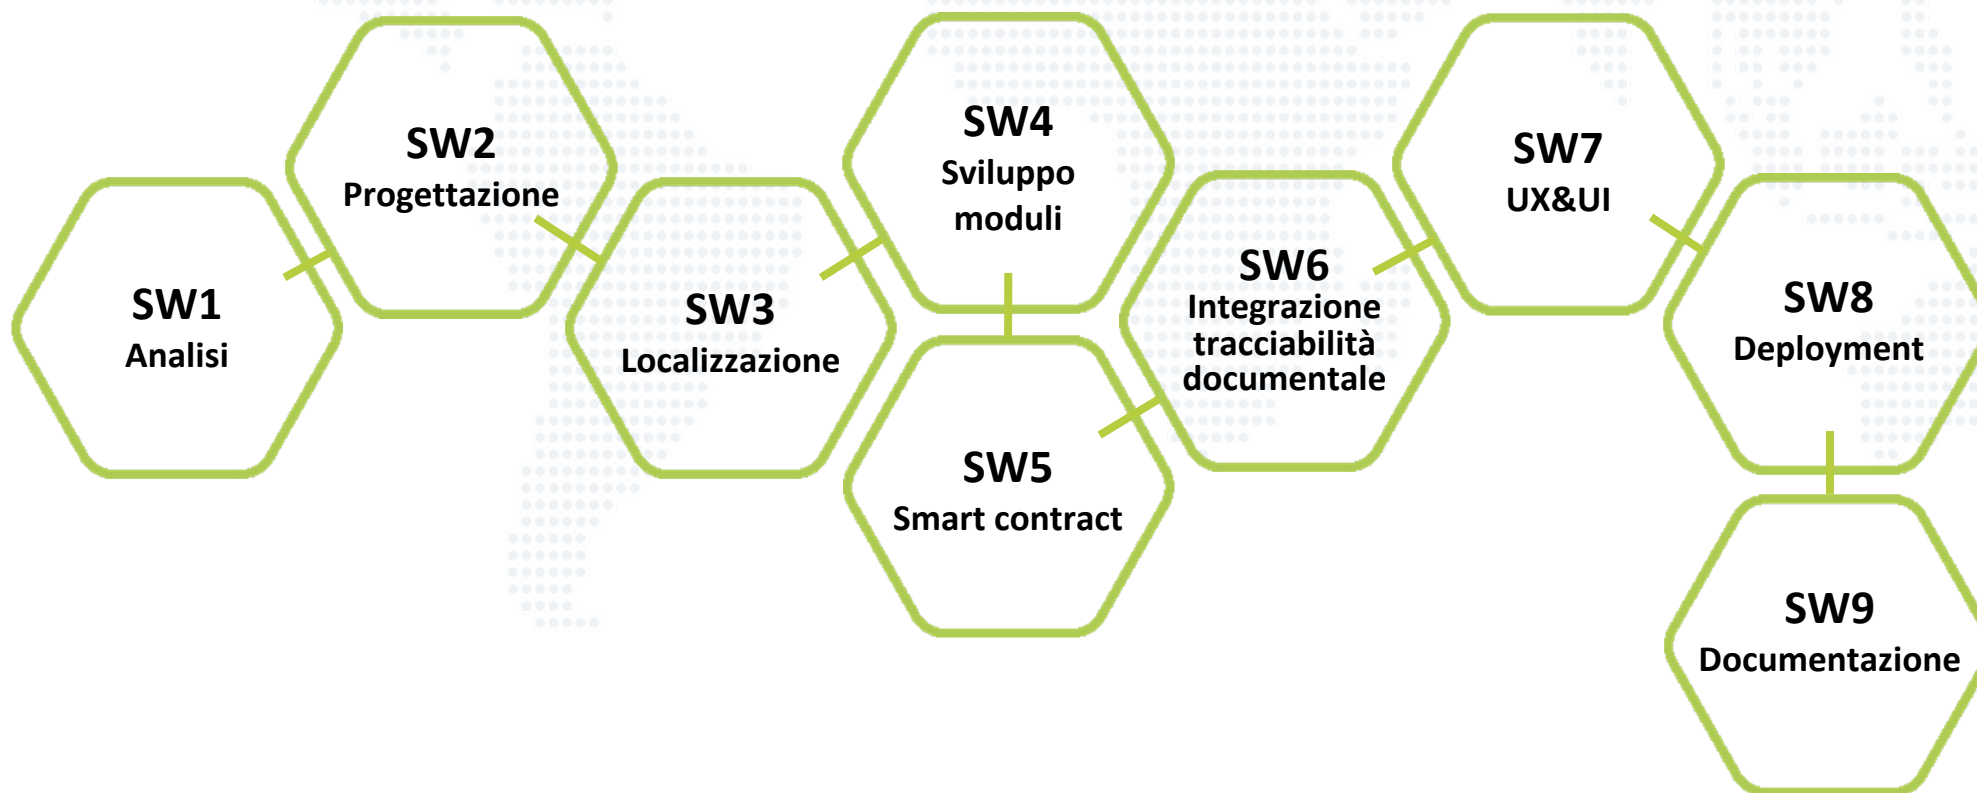 SW1
Analisi
SW2
Progettazione
SW3
Localizzazione
SW4
Sviluppo
moduli
SW5
Smart contract
SW6
Integrazione
tracciabilità
documentale
SW7
UX&UI
SW8
Deployment
SW9
Documentazione